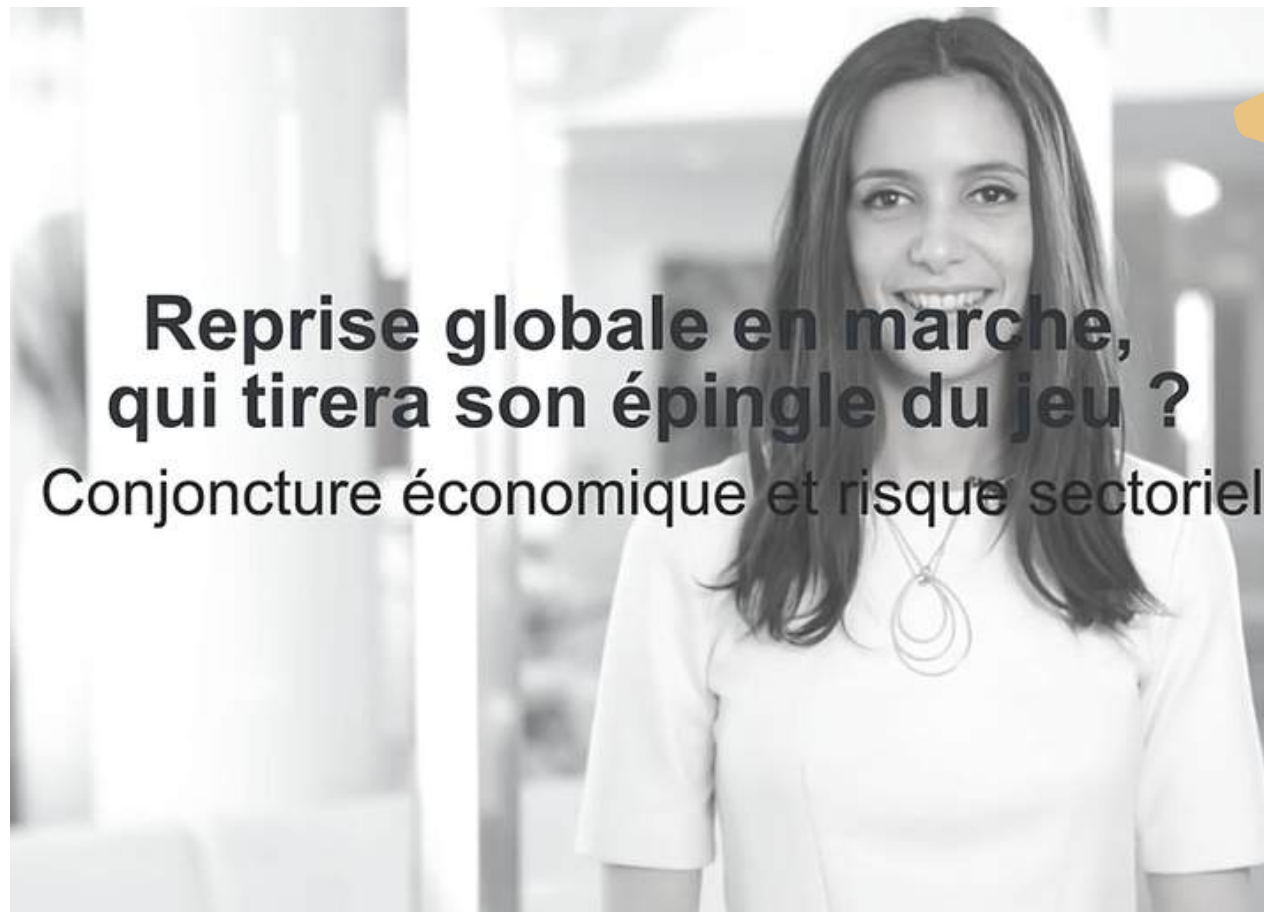 Reprise globale en marche,
qui tirera son épingle du jeu ?
Conjoncture économique et risque sectoriel